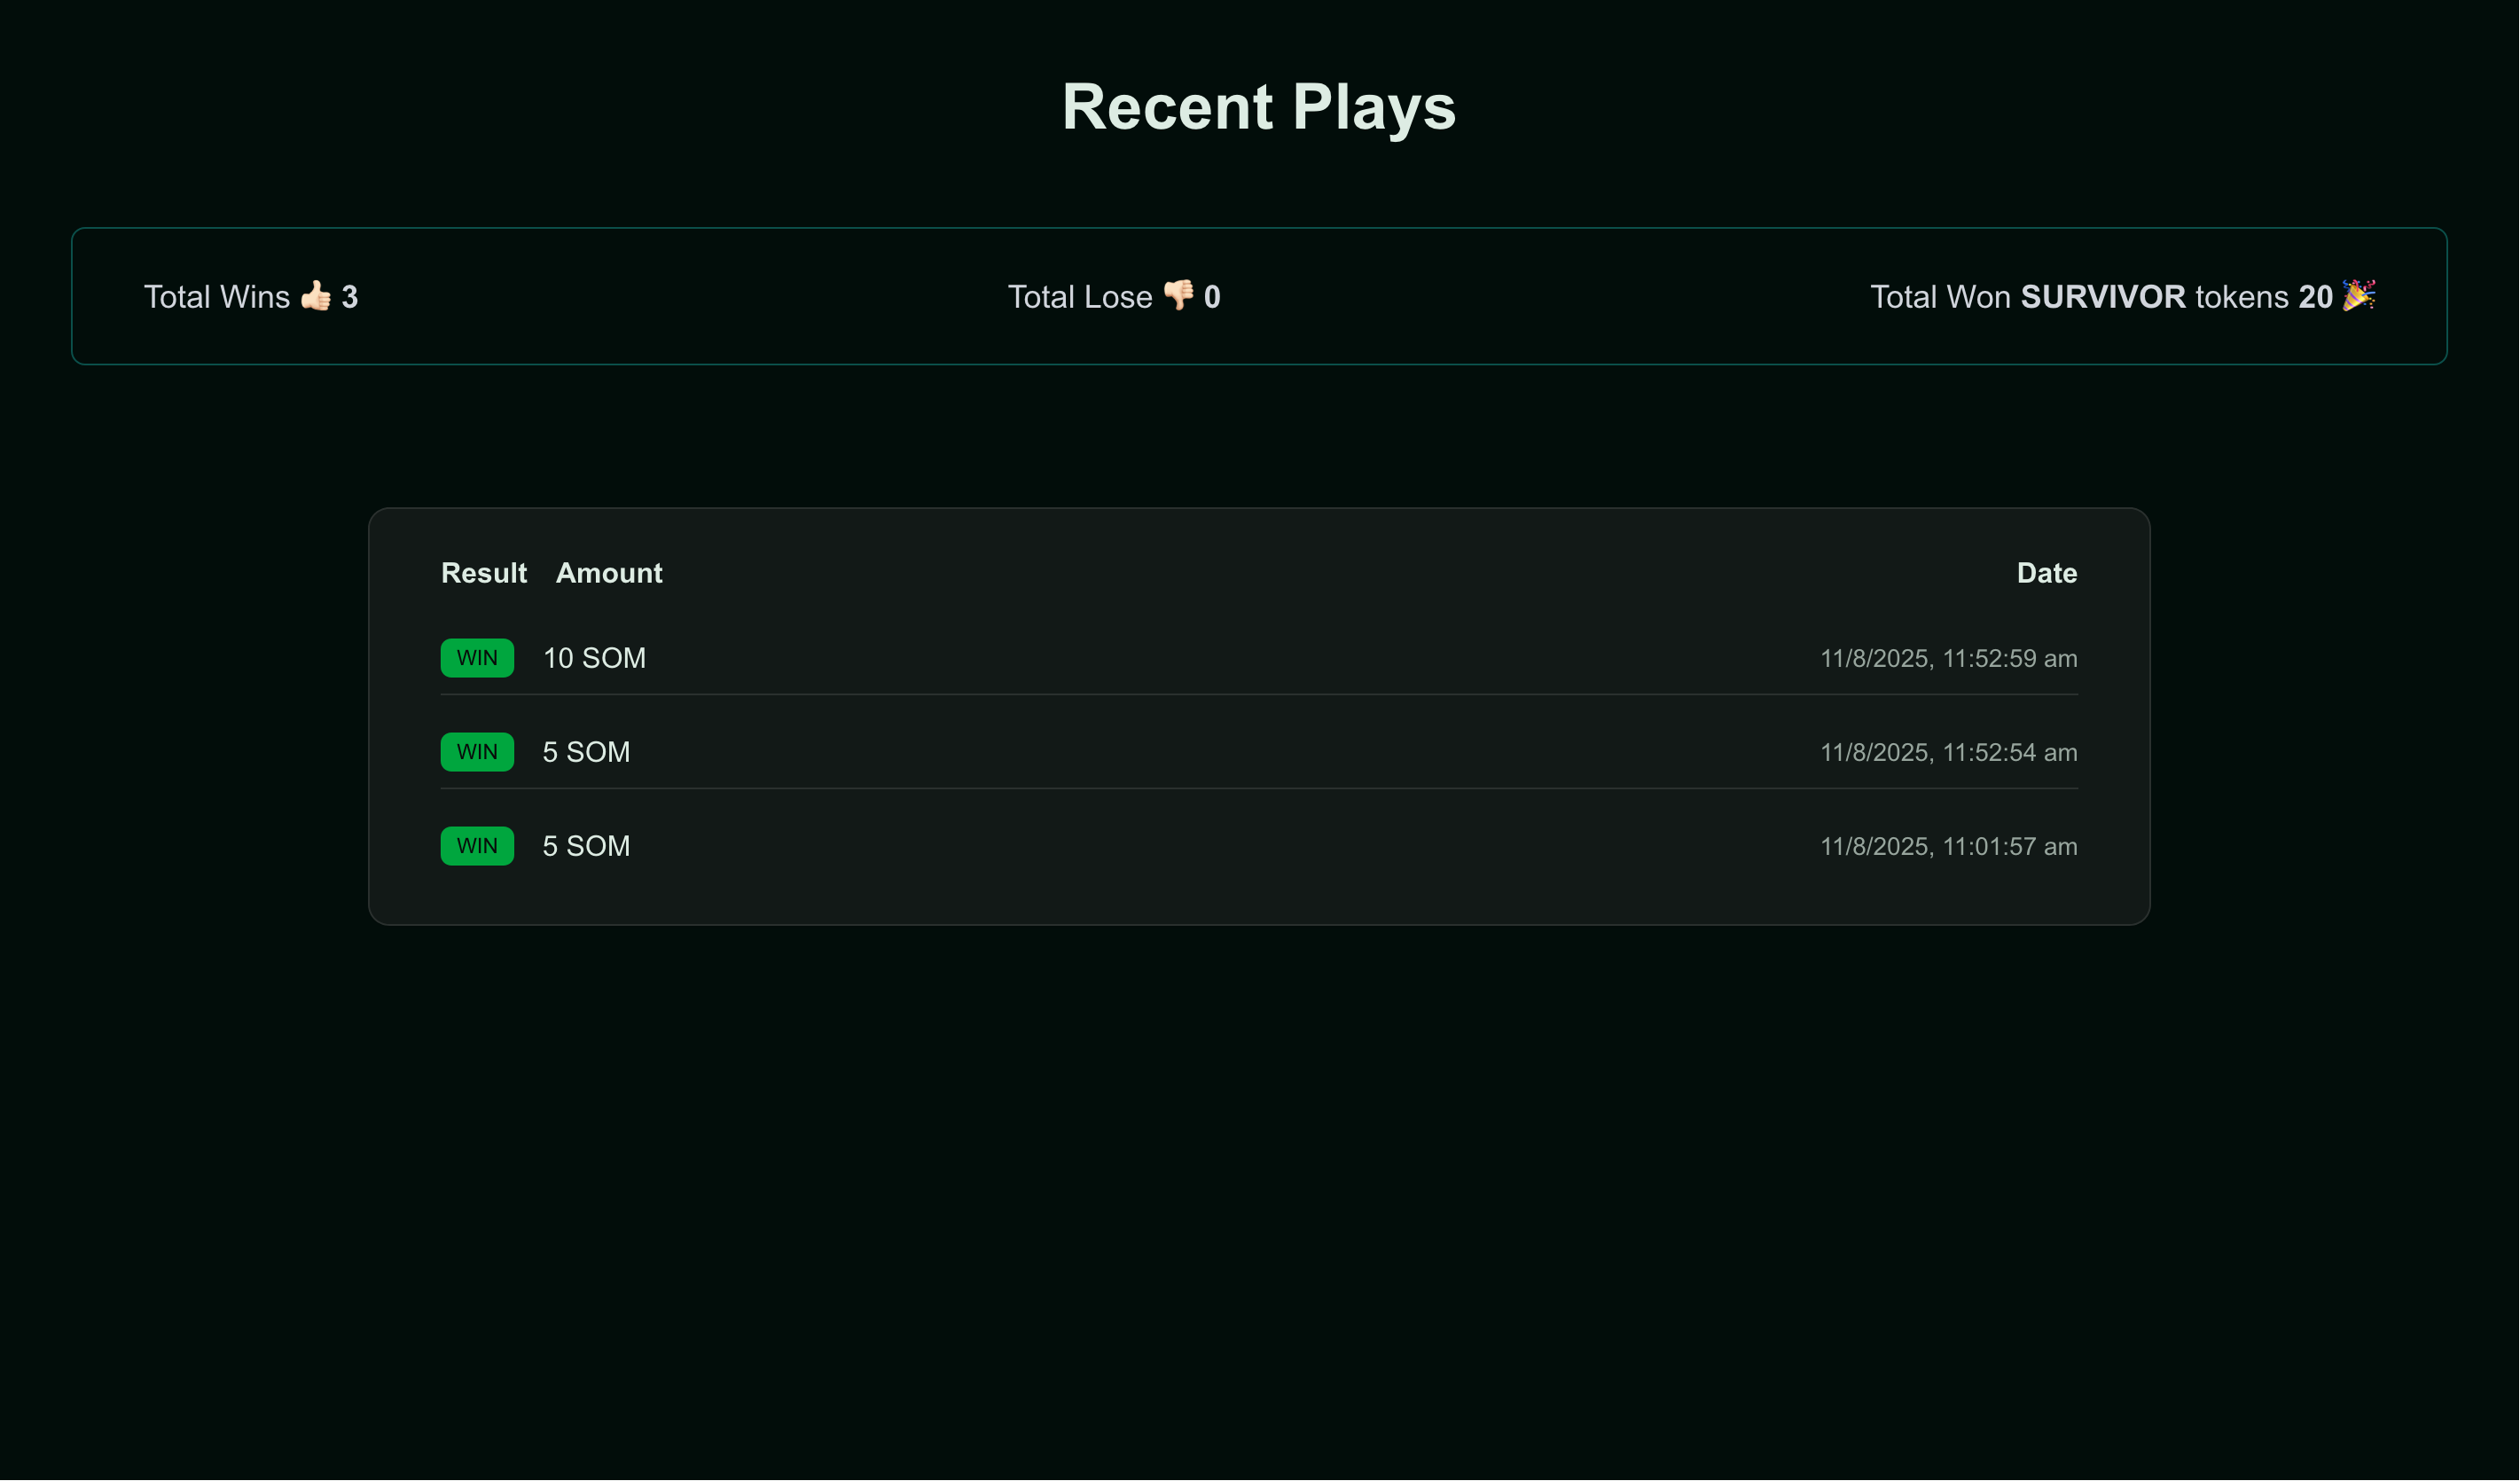 Recent Plays
Total Wins 👍🏻 3 Total Lose 👎🏻 0 Total Won SURVIVOR tokens 20 🎉
Result Amount Date
WIN 10 SOM 11/8/2025, 11:52:59 am
WIN 5 SOM 11/8/2025, 11:52:54 am
WIN 5 SOM 11/8/2025, 11:01:57 am